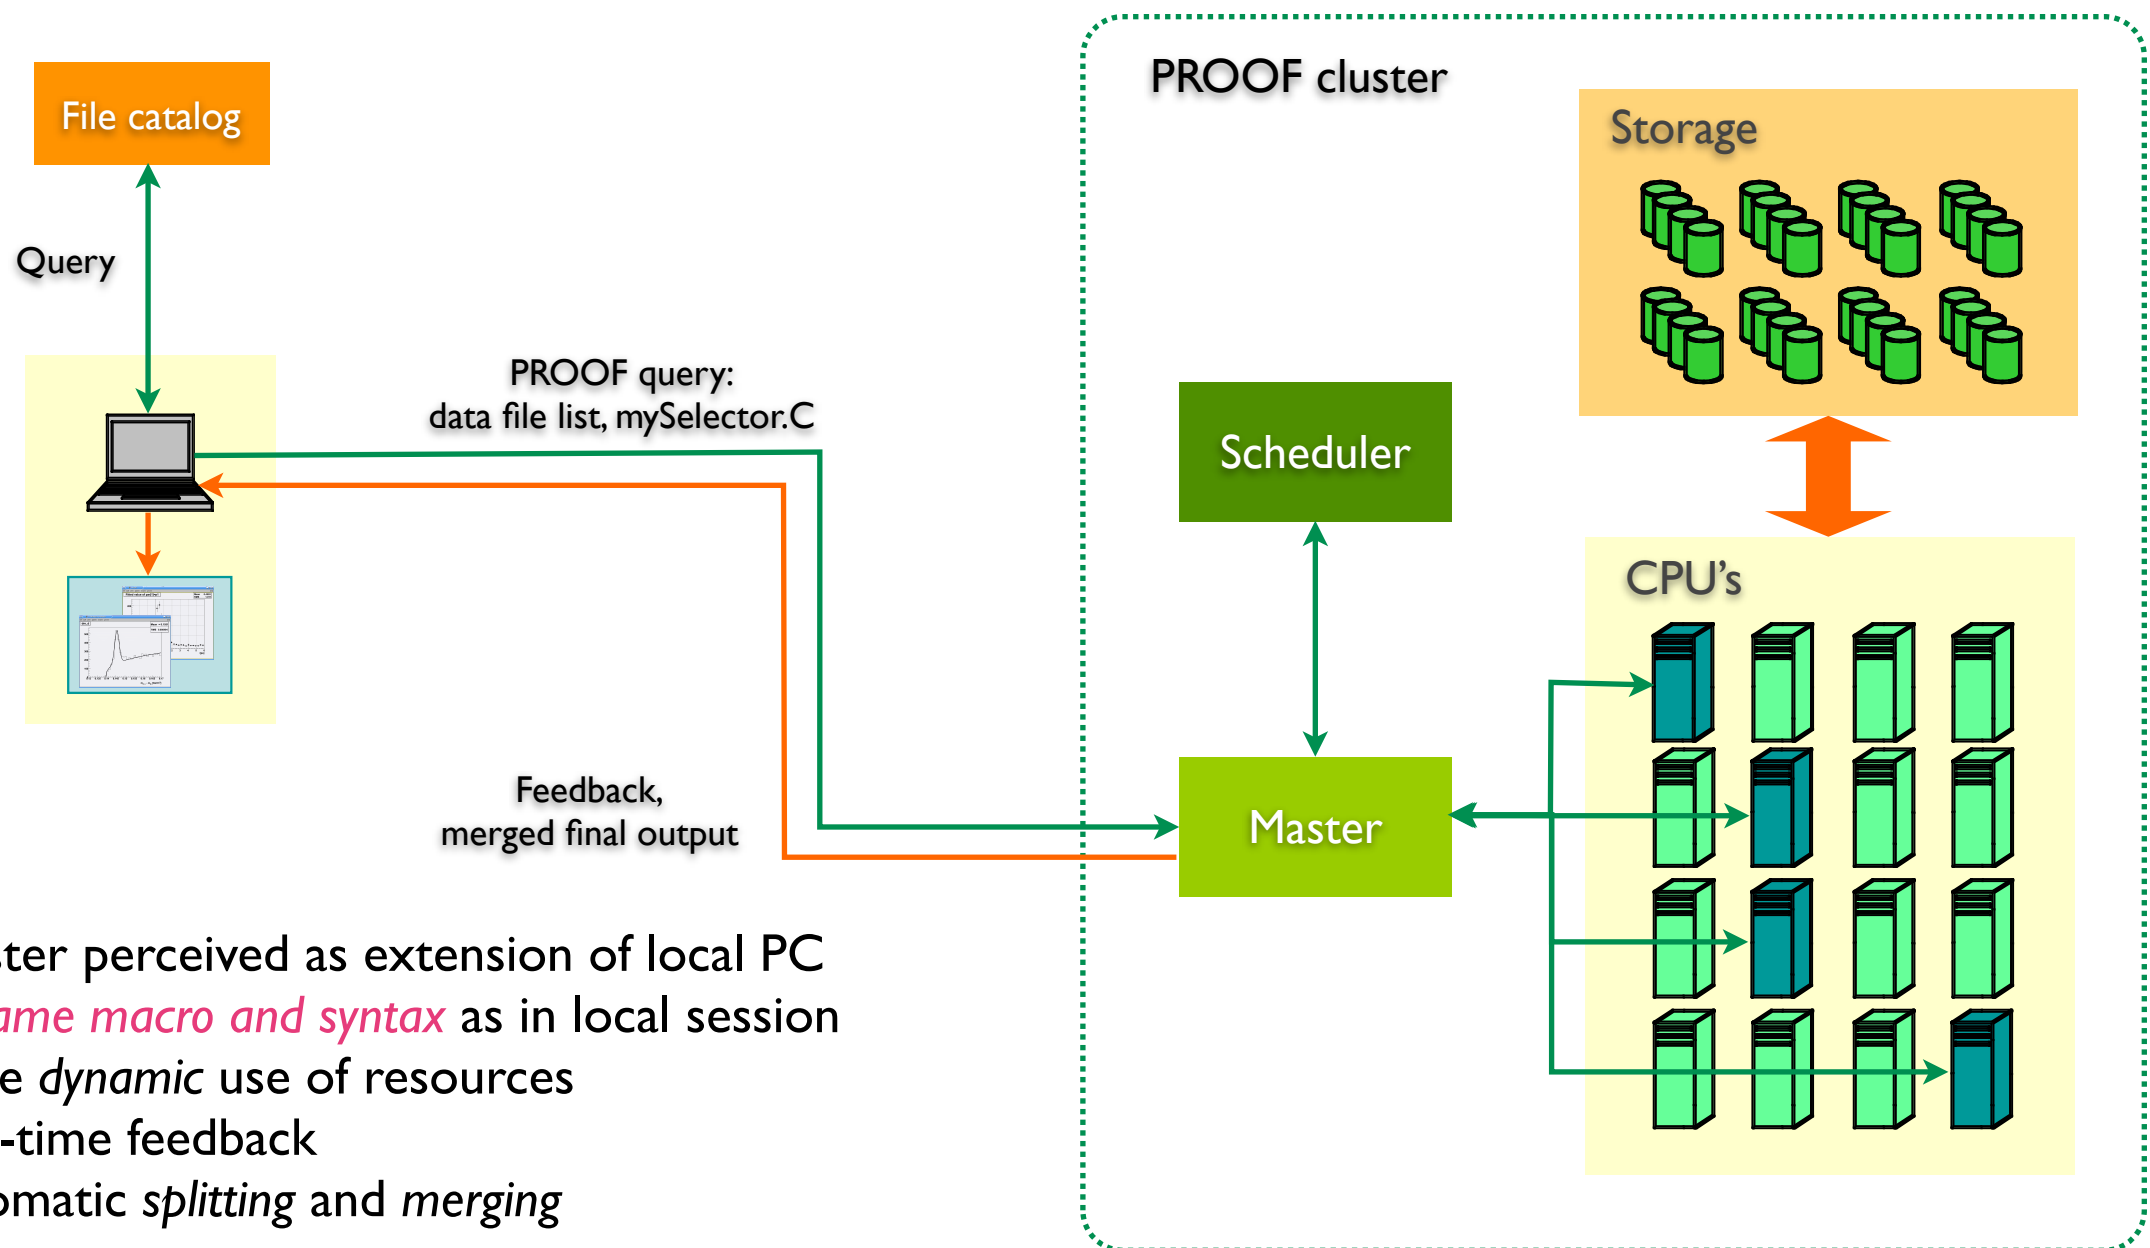 PROOF cluster
File catalog
Storage
Query
PROOF query:
data file list, mySelector.C
Scheduler
CPU's
Feedback,
merged final output
Master
ster perceived as extension of local PC
ame macro and syntax as in local session
e dynamic use of resources
-time feedback
omatic splitting and merging